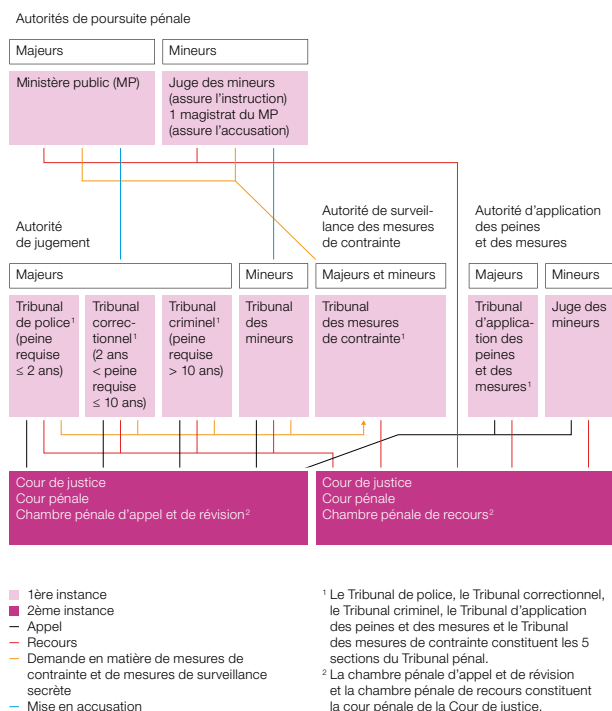 Autorités de poursuite pénale
Majeurs
Mineurs
Ministère public (MP)
Juge des mineurs
(assure l'instruction)
1 magistrat du MP
(assure l'accusation)
Autorité
de jugement
Autorité de surveil-
lance des mesures
de contrainte
Autorité d'application
des peines
et des mesures
Majeurs
Mineurs
Majeurs et mineurs
Majeurs
Mineurs
Tribunal
de police¹
(peine
requise
≤ 2 ans)
Tribunal
correc-
tionnel¹
(2 ans
< peine
requise
≤ 10 ans)
Tribunal
criminel¹
(peine
requise
> 10 ans)
Tribunal
des
mineurs
Tribunal
des mesures
de contrainte¹
Tribunal
d'applica-
tion des
peines
et des
mesures¹
Juge des
mineurs
Cour de justice
Cour pénale
Chambre pénale d'appel et de révision²
Cour de justice
Cour pénale
Chambre pénale de recours²
1ère instance
2ème instance
Appel
Recours
Demande en matière de mesures de
contrainte et de mesures de surveillance
secrète
Mise en accusation
¹ Le Tribunal de police, le Tribunal correctionnel,
le Tribunal criminel, le Tribunal d'application
des peines et des mesures et le Tribunal
des mesures de contrainte constituent les 5
sections du Tribunal pénal.
² La chambre pénale d'appel et de révision
et la chambre pénale de recours constituent
la cour pénale de la Cour de justice.